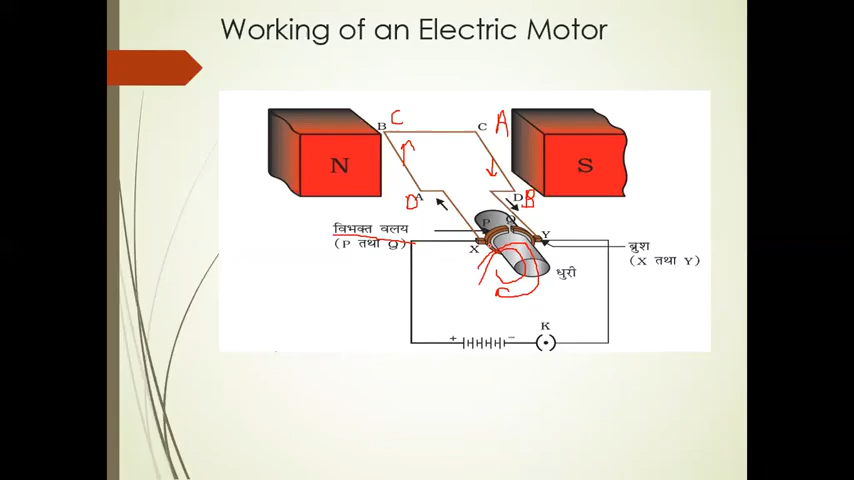 Working of an Electric Motor
B C C A
N S
D A D B
विभक्त वलय
(P तथा Q)
P Q
X Y
ब्रुश
(X तथा Y)
धुरी
+ − K